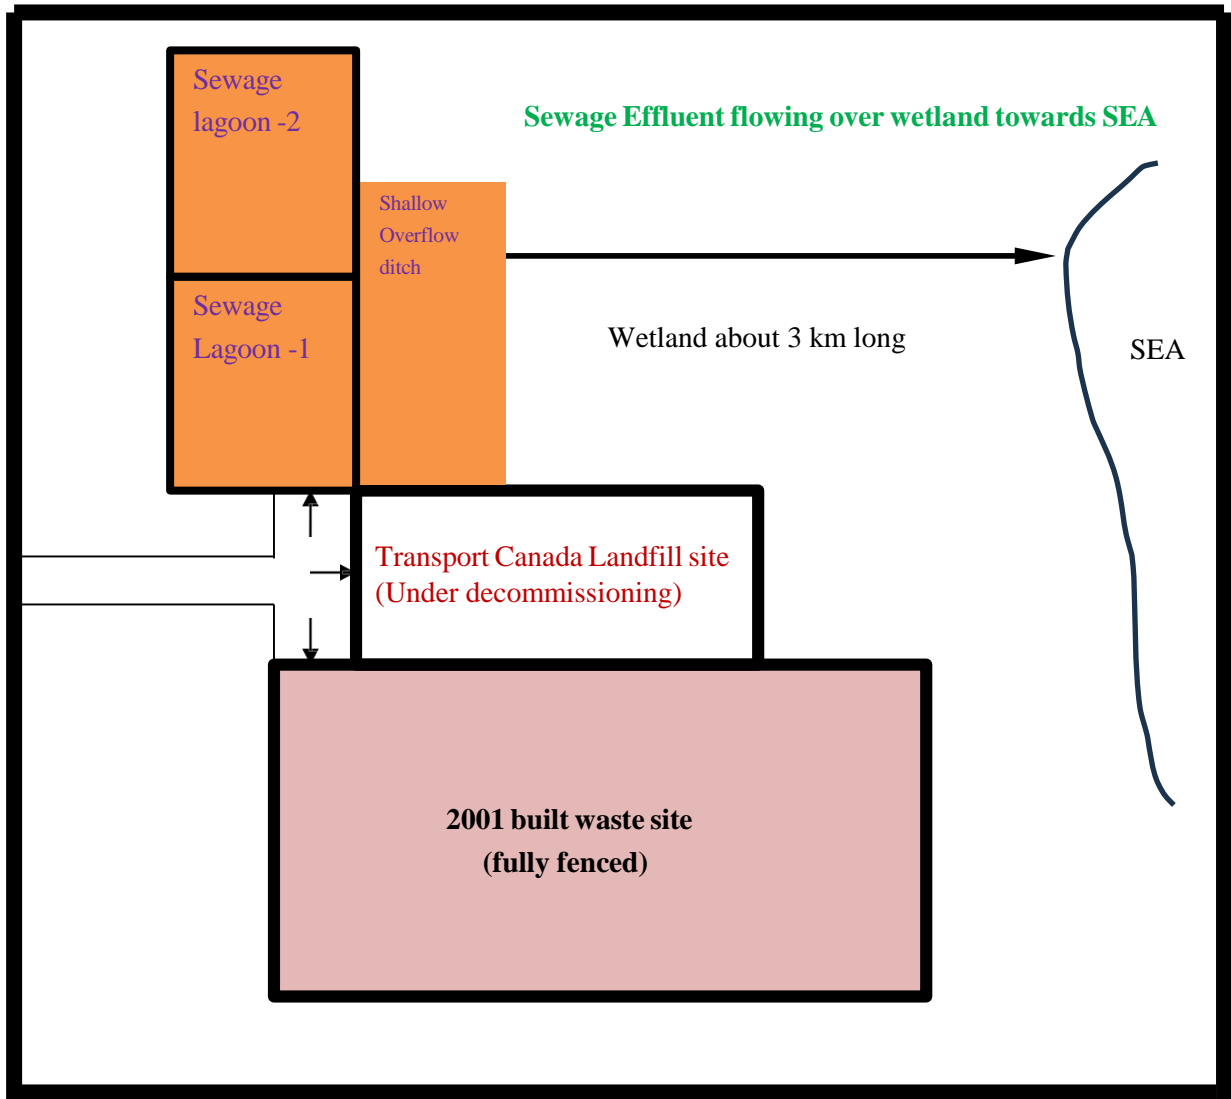 Sewage
lagoon -2
Sewage Effluent flowing over wetland towards SEA
Shallow
Overflow
ditch
Sewage
Lagoon -1
Wetland about 3 km long
SEA
Transport Canada Landfill site
(Under decommissioning)
2001 built waste site
(fully fenced)